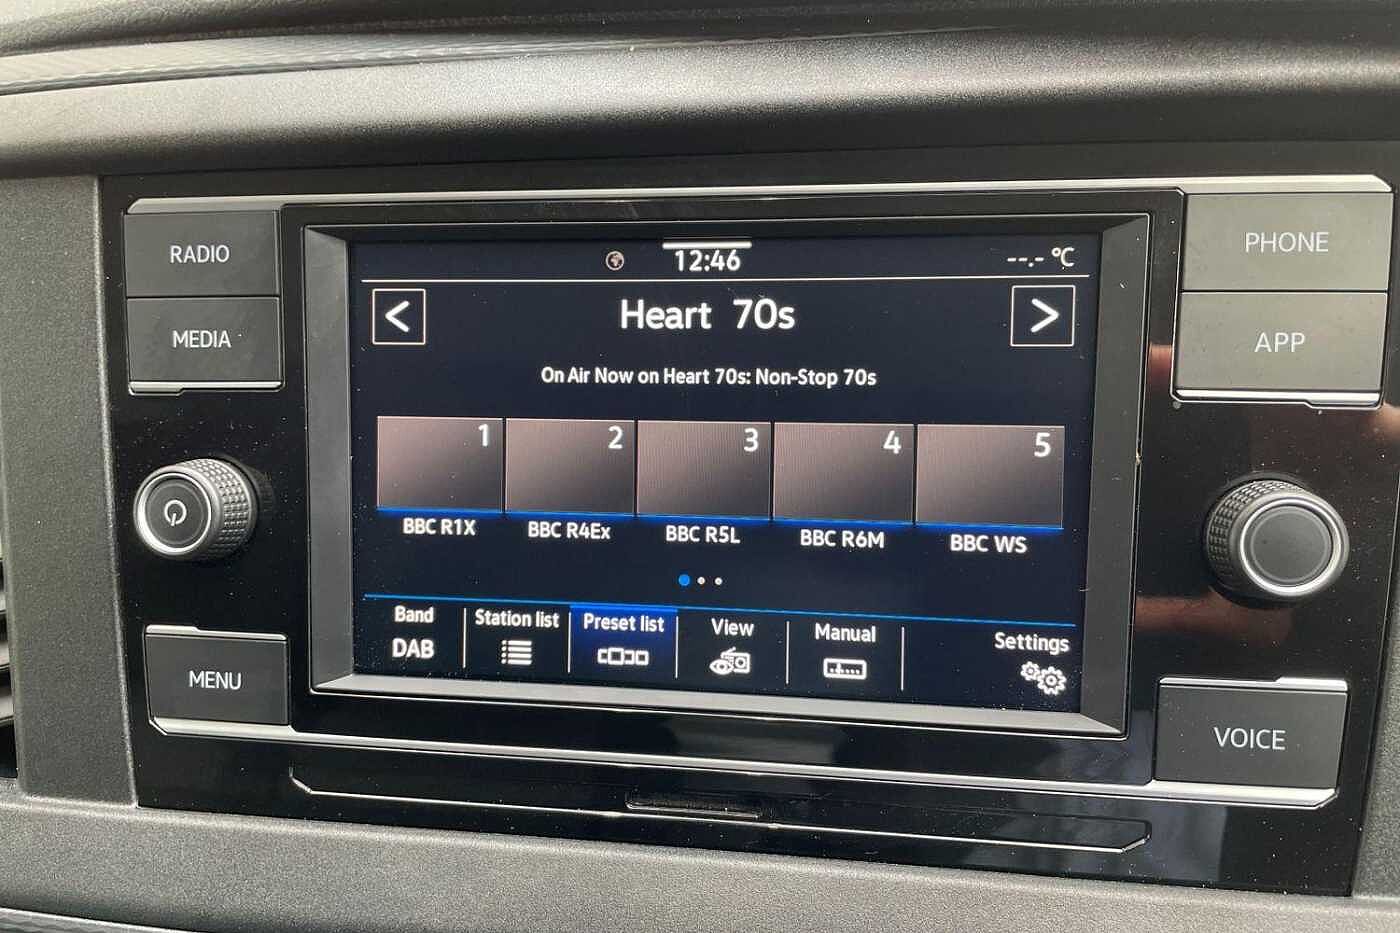 RADIO
MEDIA
MENU
PHONE
APP
VOICE
12:46
--.- °C
<
Heart 70s
>
On Air Now on Heart 70s: Non-Stop 70s
1
2
3
4
5
BBC R1X
BBC R4Ex
BBC R5L
BBC R6M
BBC WS
Band
DAB
Station list
Preset list
View
Manual
Settings